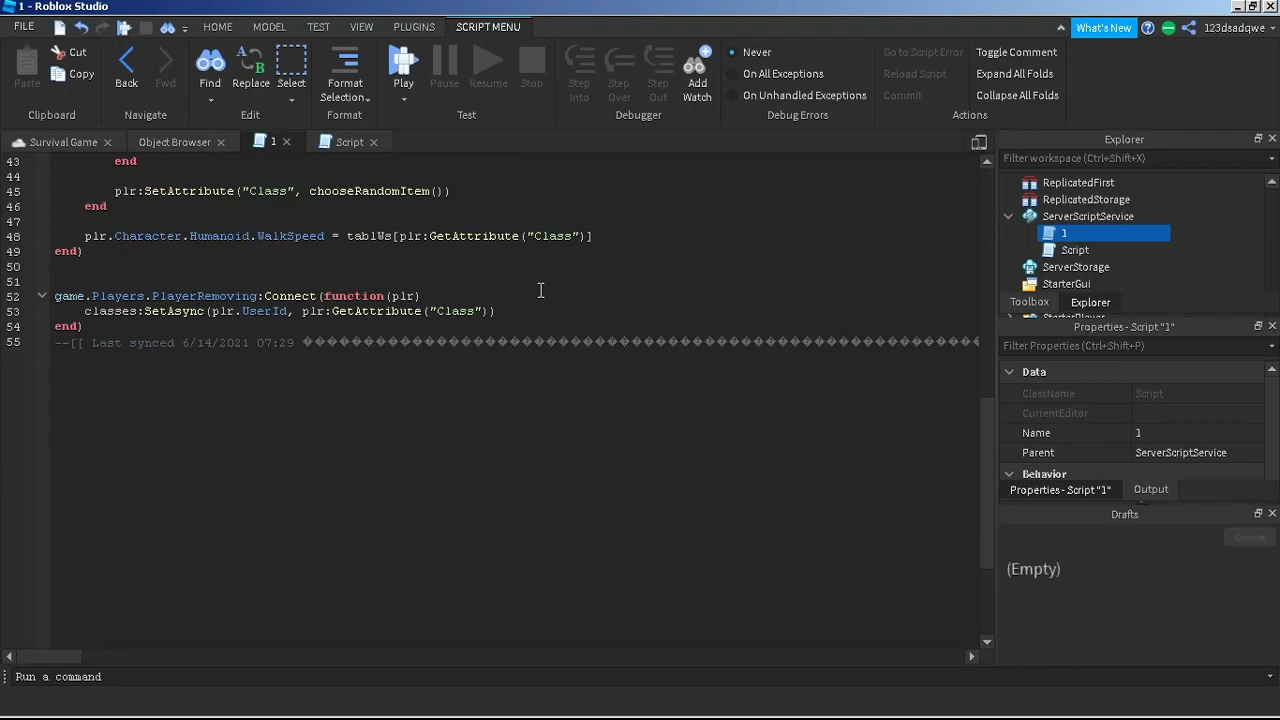 1 - Roblox Studio
FILE HOME MODEL TEST VIEW PLUGINS SCRIPT MENU What's New 123dsadqwe
Paste Cut Copy Back Fwd Find Replace Select Format Selection... Play Pause Resume Stop Step Into Step Over Step Out Add Watch
Never
On All Exceptions
On Unhandled Exceptions
Go to Script Error
Reload Script
Commit
Toggle Comment
Expand All Folds
Collapse All Folds
Clipboard Navigate Edit Format Test Debugger Debug Errors Actions
Survival Game Object Browser 1 Script
43 end
44
45 plr:SetAttribute("Class", chooseRandomItem())
46 end
47
48 plr.Character.Humanoid.WalkSpeed = tablWs[plr:GetAttribute("Class")]
49 end)
50
51
52 game.Players.PlayerRemoving:Connect(function(plr)
53 classes:SetAsync(plr.UserId, plr:GetAttribute("Class"))
54 end)
55 --[[ Last synced 6/14/2021 07:29
Run a command
Explorer
Filter workspace (Ctrl+Shift+X)
ReplicatedFirst
ReplicatedStorage
ServerScriptService
1
Script
ServerStorage
StarterGui
Toolbox Explorer
Properties - Script "1"
Filter Properties (Ctrl+Shift+P)
Data
ClassName Script
CurrentEditor
Name 1
Parent ServerScriptService
Behavior
Properties - Script "1" Output
Drafts
Commit
(Empty)